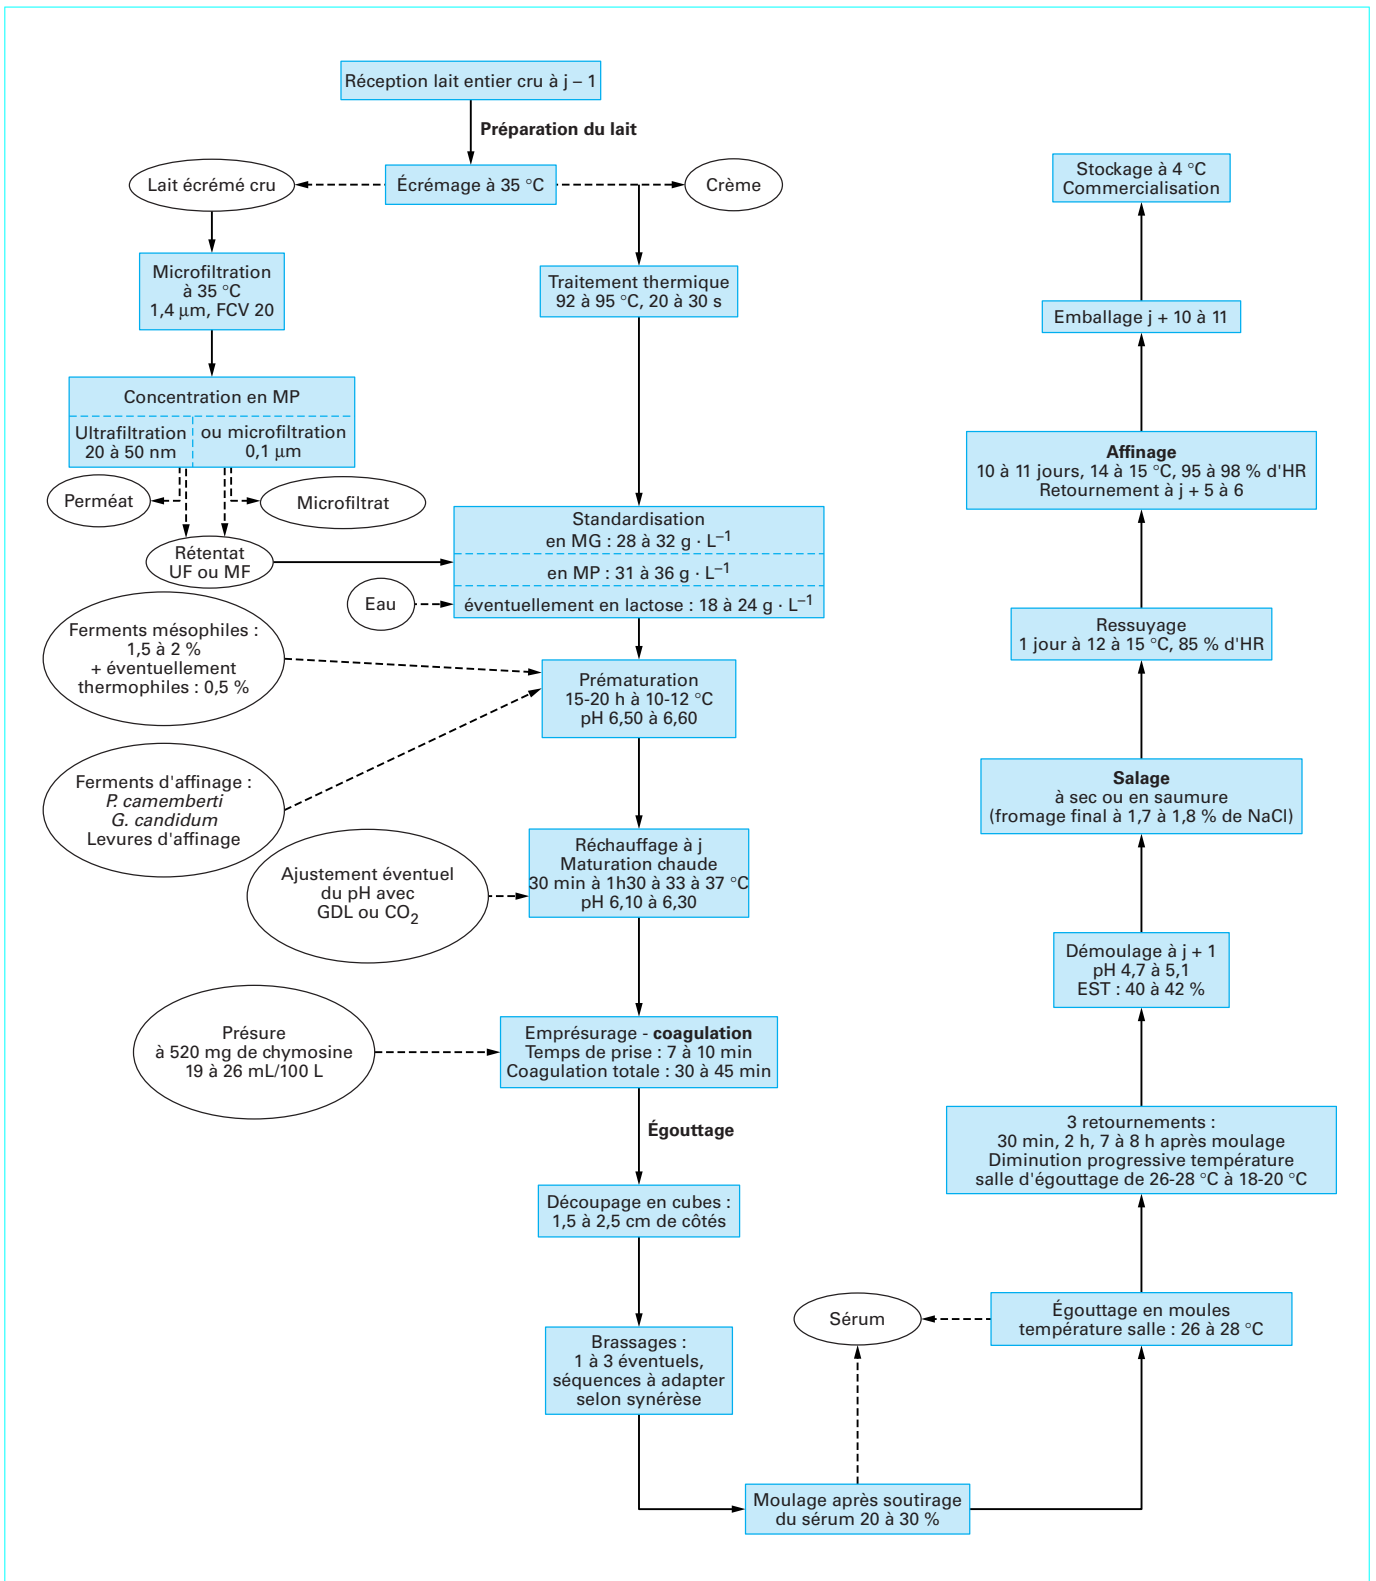 Réception lait entier cru à j – 1
Préparation du lait
Lait écrémé cru
Écrémage à 35 °C
Crème
Microfiltration
à 35 °C
1,4 μm, FCV 20
Traitement thermique
92 à 95 °C, 20 à 30 s
Concentration en MP
Ultrafiltration
20 à 50 nm
ou microfiltration
0,1 μm
Perméat
Microfiltrat
Rétentat
UF ou MF
Standardisation
en MG : 28 à 32 g · L⁻¹
en MP : 31 à 36 g · L⁻¹
éventuellement en lactose : 18 à 24 g · L⁻¹
Eau
Ferments mésophiles :
1,5 à 2 %
+ éventuellement
thermophiles : 0,5 %
Prématuration
15-20 h à 10-12 °C
pH 6,50 à 6,60
Ferments d'affinage :
P. camemberti
G. candidum
Levures d'affinage
Réchauffage à j
Maturation chaude
30 min à 1h30 à 33 à 37 °C
pH 6,10 à 6,30
Ajustement éventuel
du pH avec
GDL ou CO₂
Présure
à 520 mg de chymosine
19 à 26 mL/100 L
Emprésurage - coagulation
Temps de prise : 7 à 10 min
Coagulation totale : 30 à 45 min
Égouttage
Découpage en cubes :
1,5 à 2,5 cm de côtés
Brassages :
1 à 3 éventuels,
séquences à adapter
selon synérèse
Moulage après soutirage
du sérum 20 à 30 %
Sérum
Égouttage en moules
température salle : 26 à 28 °C
3 retournements :
30 min, 2 h, 7 à 8 h après moulage
Diminution progressive température
salle d'égouttage de 26-28 °C à 18-20 °C
Démoulage à j + 1
pH 4,7 à 5,1
EST : 40 à 42 %
Salage
à sec ou en saumure
(fromage final à 1,7 à 1,8 % de NaCl)
Ressuyage
1 jour à 12 à 15 °C, 85 % d'HR
Affinage
10 à 11 jours, 14 à 15 °C, 95 à 98 % d'HR
Retournement à j + 5 à 6
Emballage j + 10 à 11
Stockage à 4 °C
Commercialisation